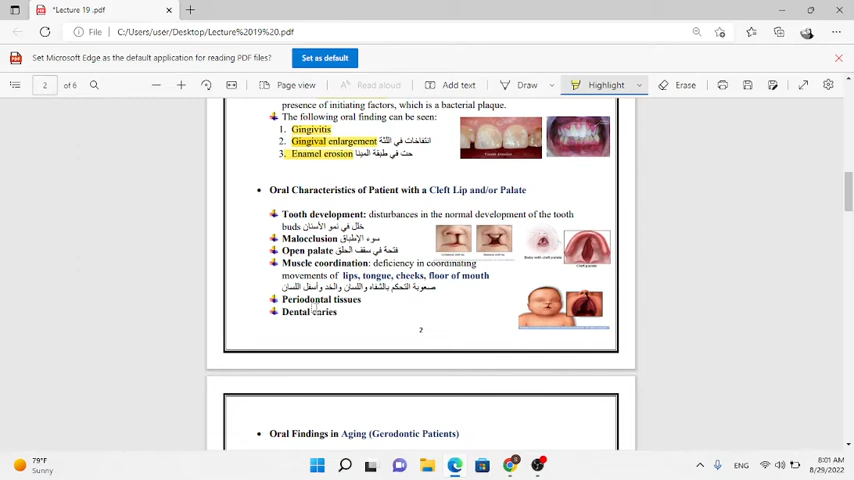 *Lecture 19 .pdf
File
C:/Users/user/Desktop/Lecture%2019%20.pdf
Set Microsoft Edge as the default application for reading PDF files?
Set as default
2 of 6
Page view
Read aloud
Add text
Draw
Highlight
Erase
presence of initiating factors, which is a bacterial plaque.
The following oral finding can be seen:
1. Gingivitis
2. Gingival enlargement انتفاخات في اللثة
3. Enamel erosion حت في طبقة المينا
• Oral Characteristics of Patient with a Cleft Lip and/or Palate
Tooth development: disturbances in the normal development of the tooth
buds خلل في نمو الأسنان
Malocclusion سوء الإطباق
Open palate فتحة في سقف الحلق
Muscle coordination: deficiency in coordinating
movements of lips, tongue, cheeks, floor of mouth
صعوبة التحكم بالشفاه واللسان والخد وأسفل اللسان
Periodontal tissues
Dental caries
Cleft palate
2
• Oral Findings in Aging (Gerodontic Patients)
79°F
Sunny
ENG
8:01 AM
8/29/2022